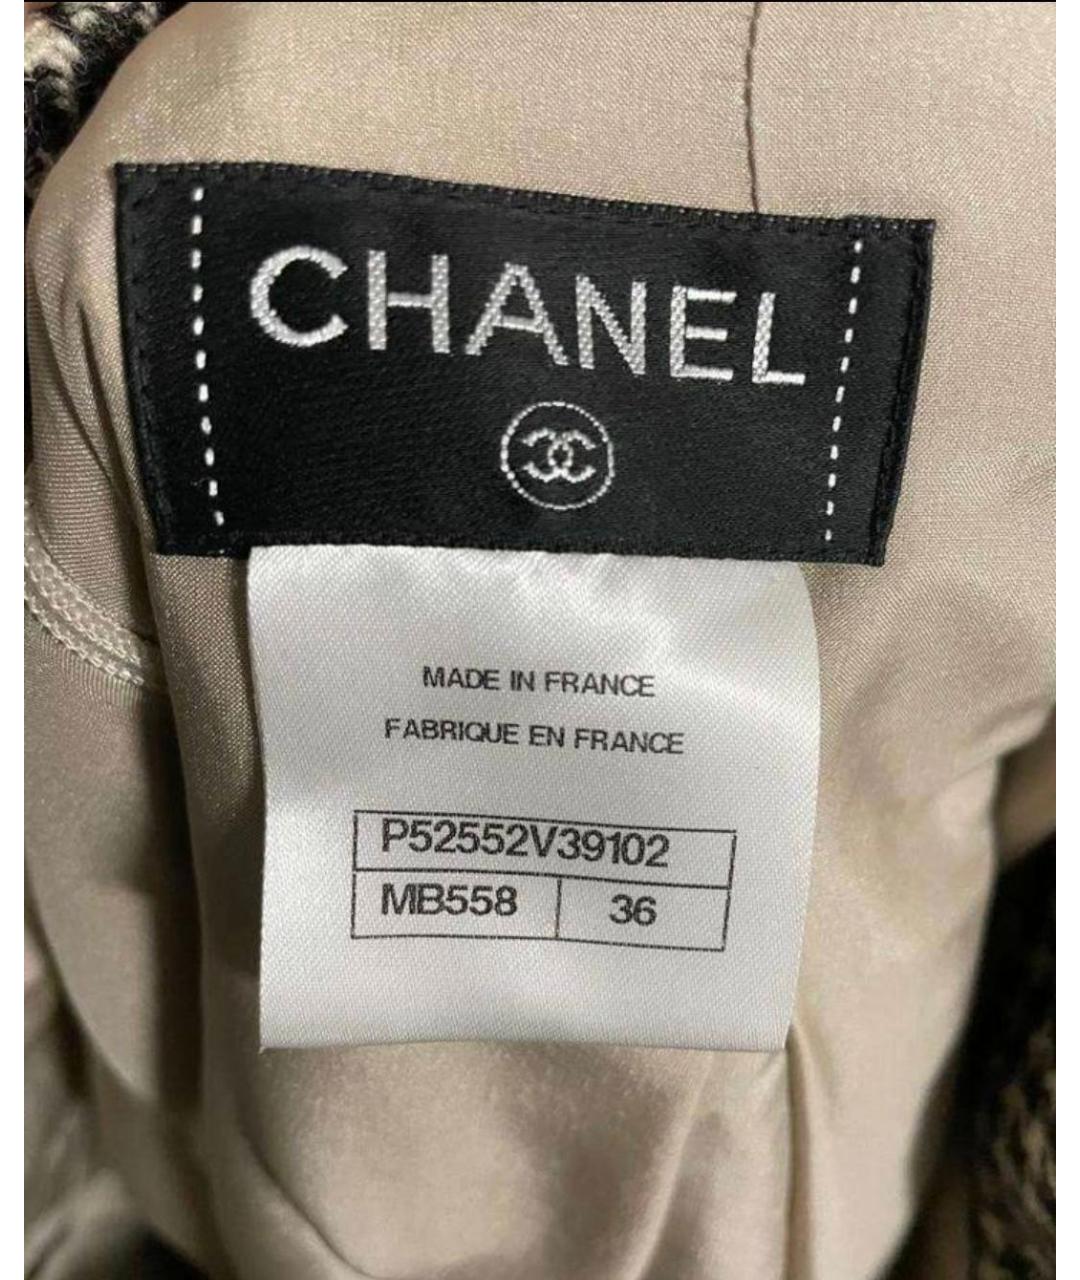 CHANEL
MADE IN FRANCE
FABRIQUE EN FRANCE
P52552V39102
MB558 36